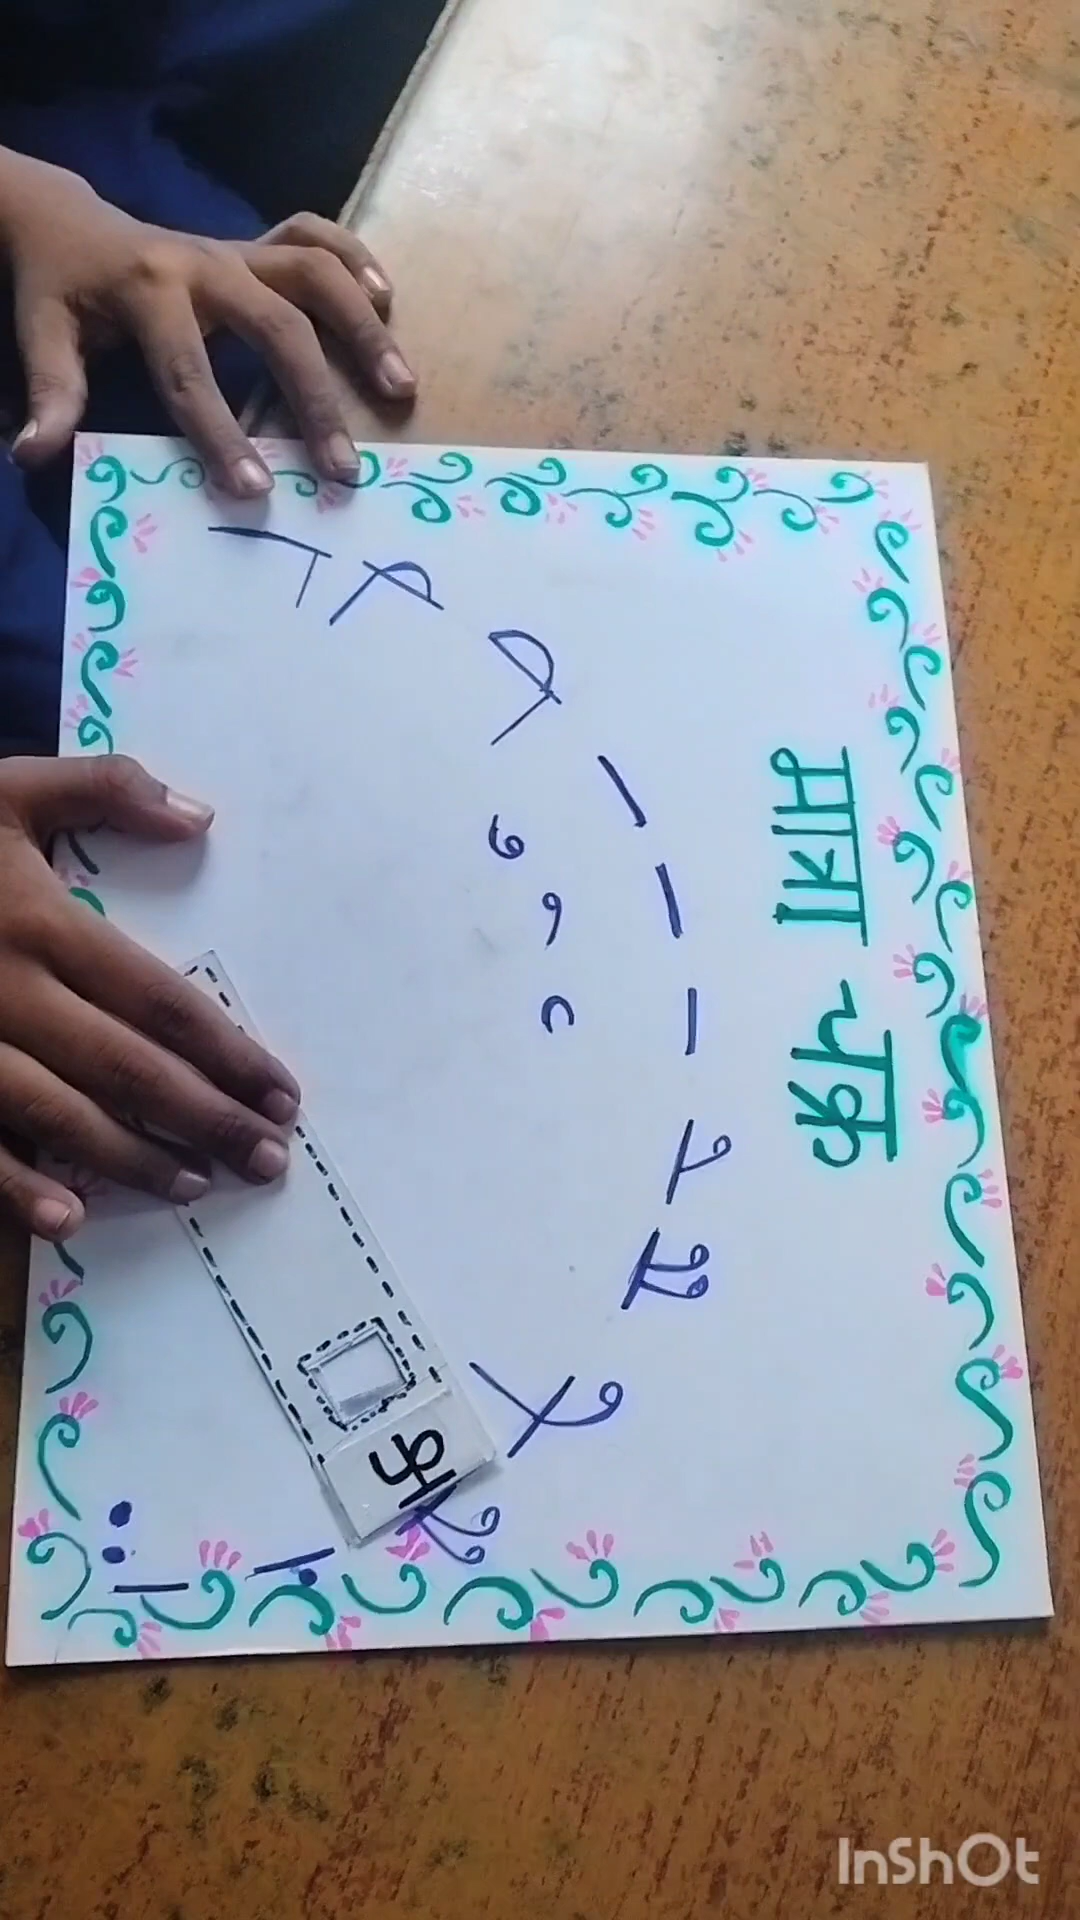 मात्रा चक्र
ा ि ी ु ू ृ े ै ो ौ ं ः
क
InShOt